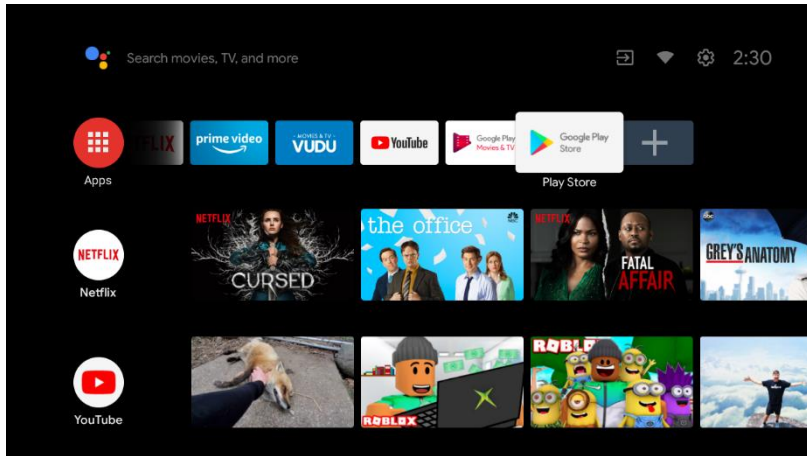 Search movies, TV, and more
2:30
FLIX
prime video
- MOVIES & TV -
VUDU
YouTube
Google Play
Movies & TV
Google Play
Store
Apps
Play Store
NETFLIX
Netflix
NETFLIX
CURSED
the office
NBC
NETFLIX
FATAL
AFFAIR
abc
GREY'S ANATOMY
YouTube
ROBLOX
ROBLOX